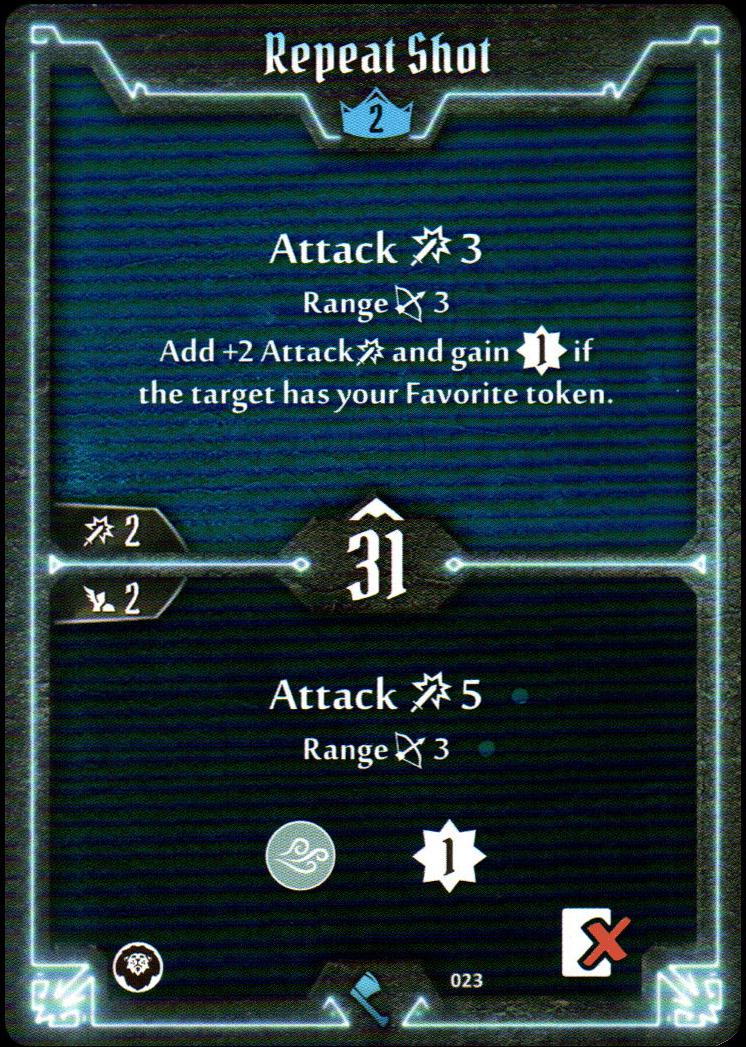 Repeat Shot
2
Attack 3
Range 3
Add +2 Attack and gain 1 if
the target has your Favorite token.
2
31
2
Attack 5
Range 3
1
023